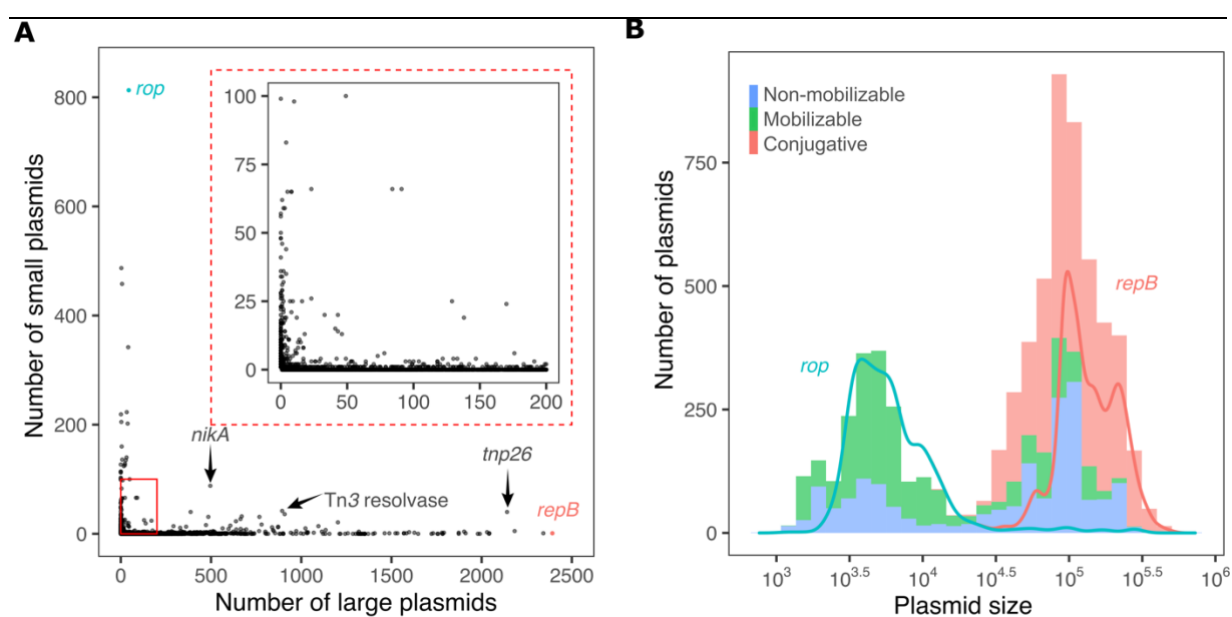 A
Number of small plasmids
800
600
400
200
0
rop
100
75
50
25
0
0
50
100
150
200
nikA
Tn3 resolvase
tnp26
repB
0
500
1000
1500
2000
2500
Number of large plasmids
B
Number of plasmids
750
500
250
0
Non-mobilizable
Mobilizable
Conjugative
rop
repB
10^3
10^3.5
10^4
10^4.5
10^5
10^5.5
10^6
Plasmid size